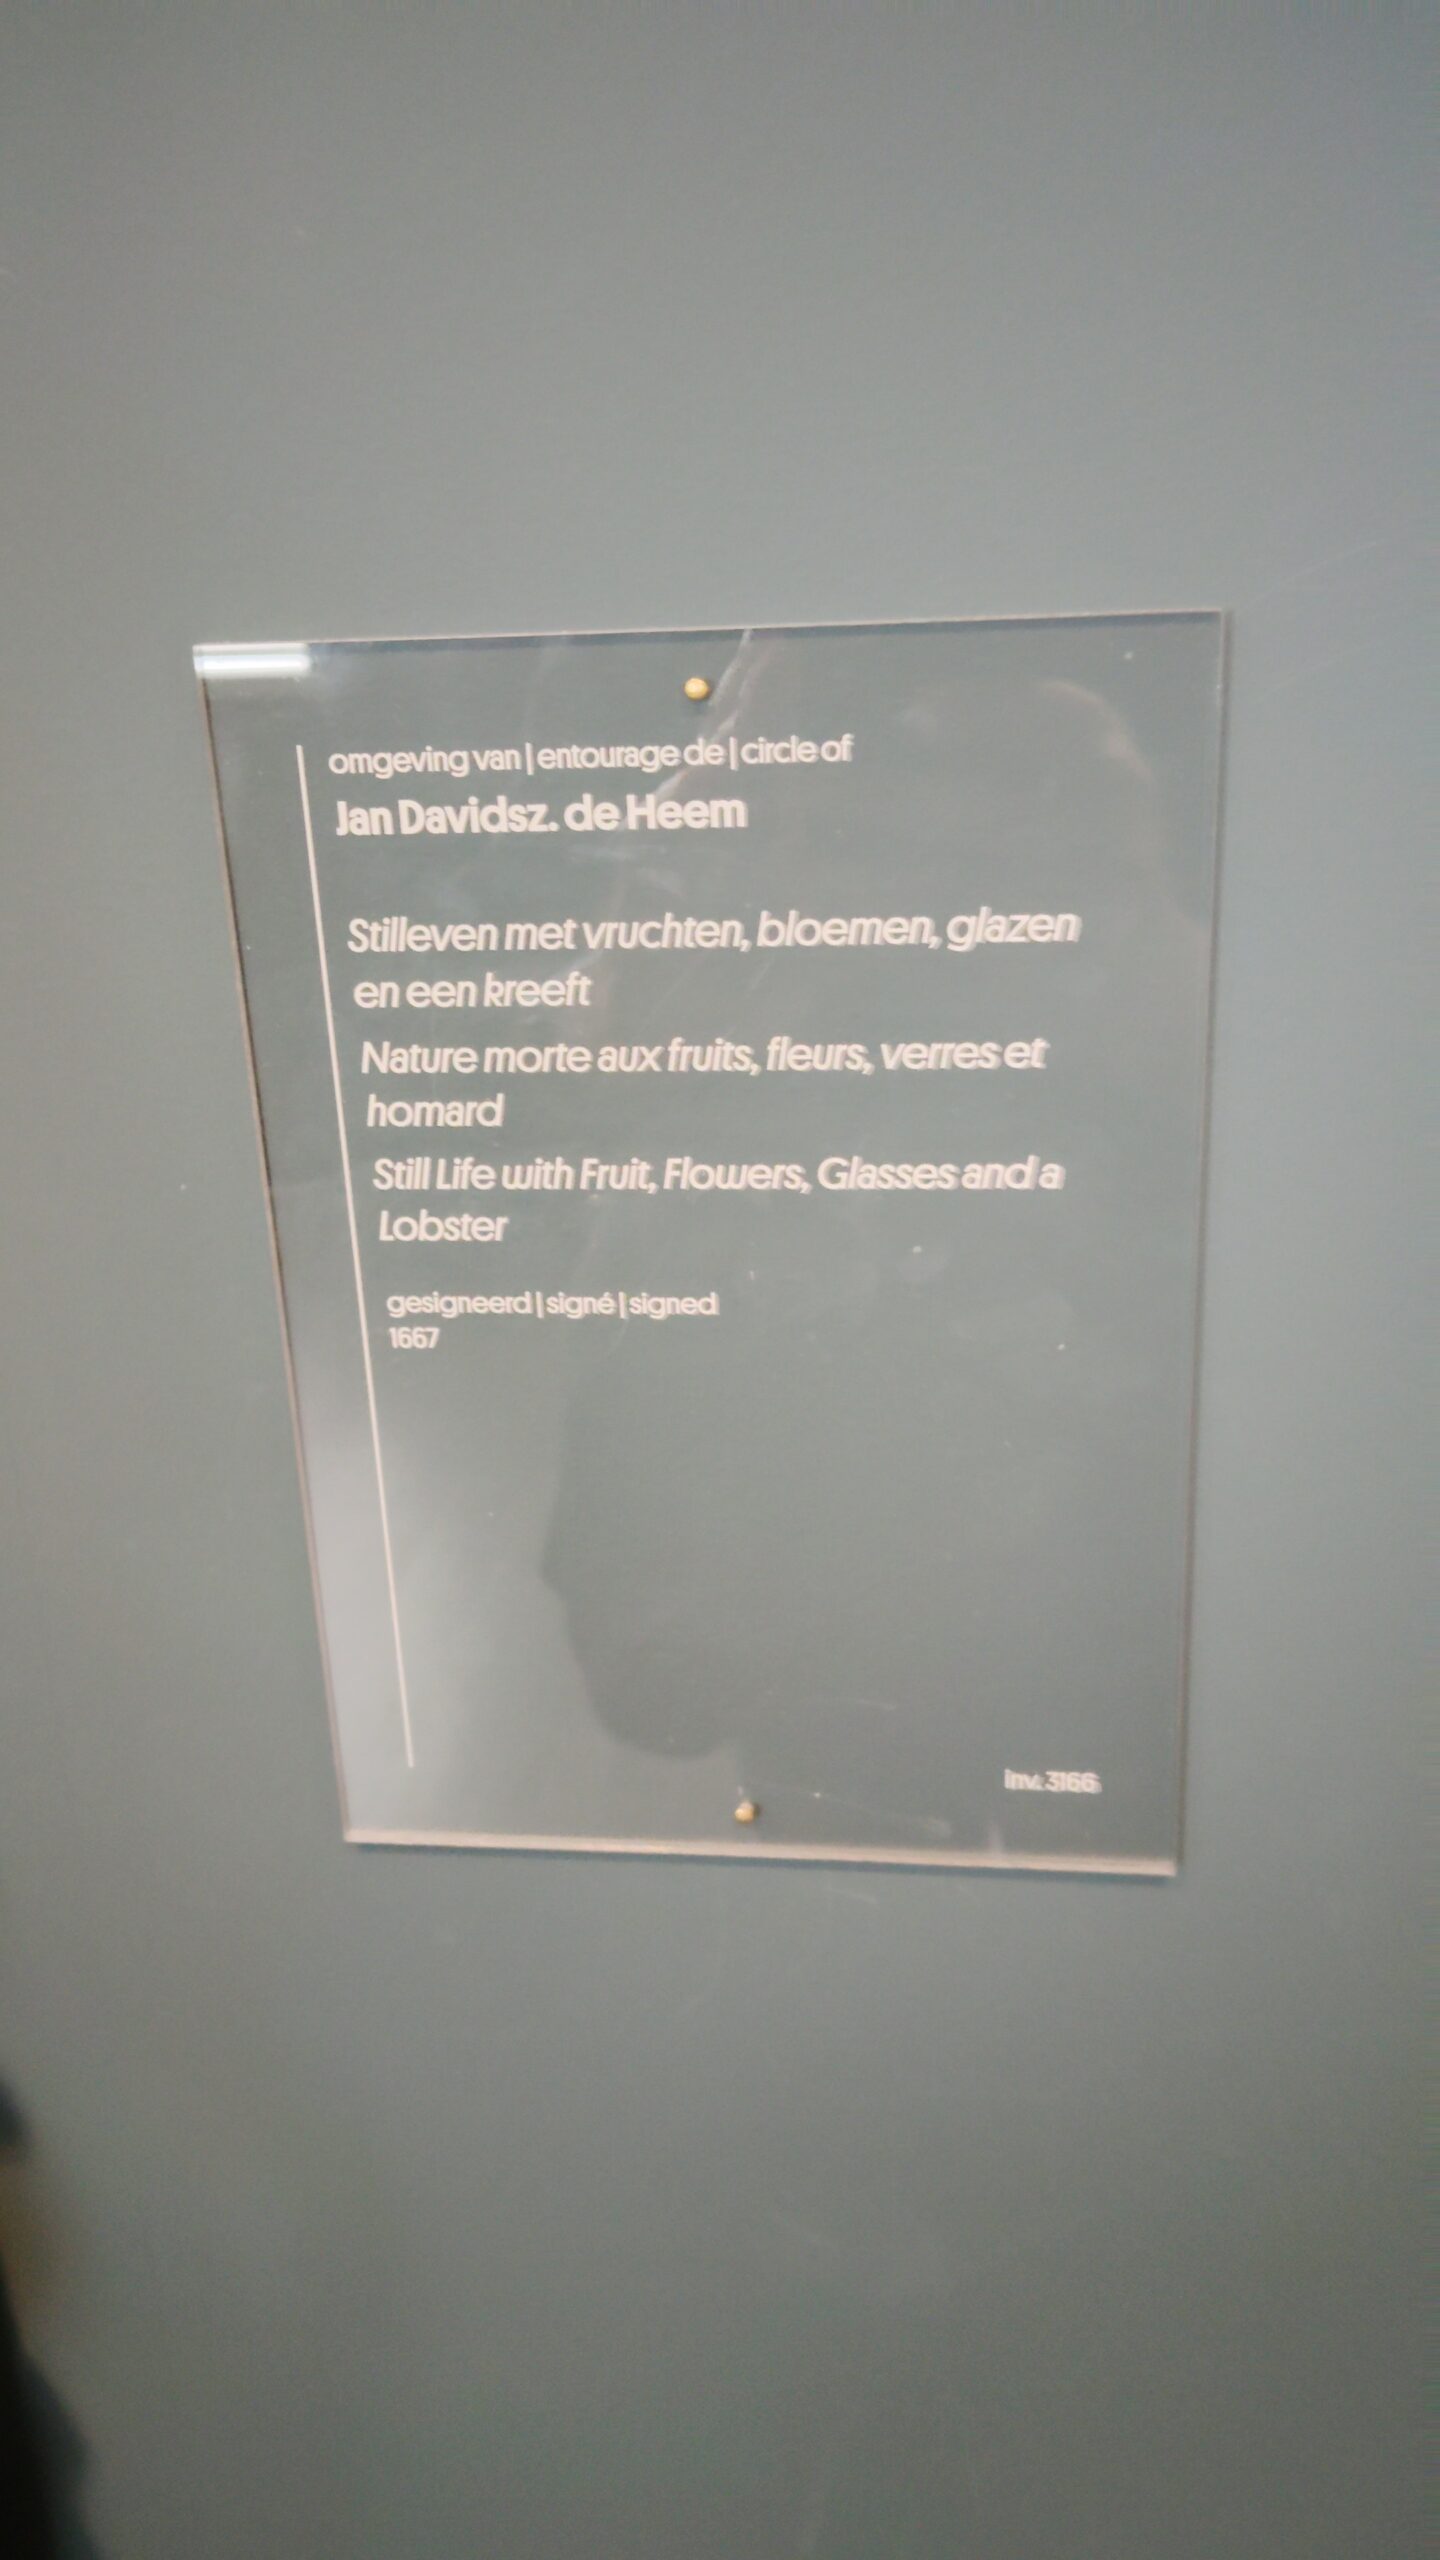 omgeving van | entourage de | circle of
Jan Davidsz. de Heem
Stilleven met vruchten, bloemen, glazen
en een kreeft
Nature morte aux fruits, fleurs, verres et
homard
Still Life with Fruit, Flowers, Glasses and a
Lobster
gesigneerd | signé | signed
1667
inv. 3166